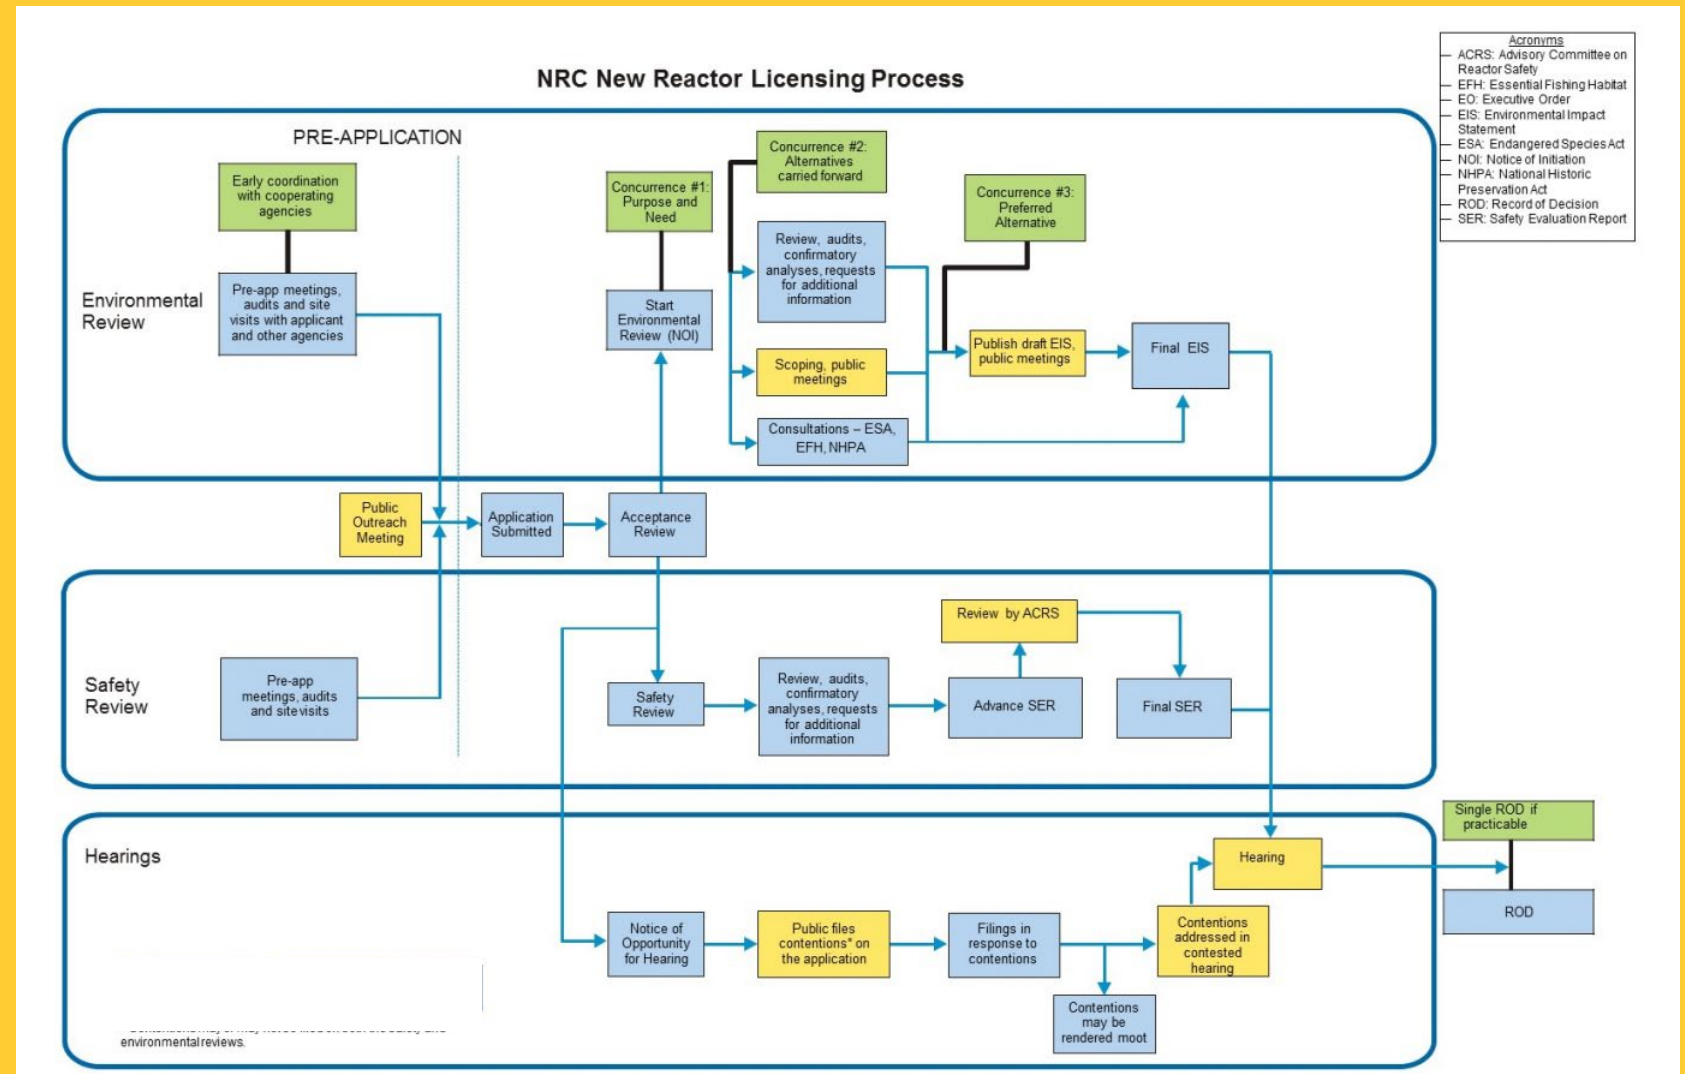 NRC New Reactor Licensing Process
Acronyms
— ACRS: Advisory Committee on
Reactor Safety
— EFH: Essential Fishing Habitat
— EO: Executive Order
— EIS: Environmental Impact
Statement
— ESA: Endangered Species Act
— NOI: Notice of Initiation
— NHPA: National Historic
Preservation Act
— ROD: Record of Decision
— SER: Safety Evaluation Report
PRE-APPLICATION
Environmental
Review
Early coordination
with cooperating
agencies
Pre-app meetings,
audits and site
visits with applicant
and other agencies
Concurrence #1:
Purpose and
Need
Start
Environmental
Review (NOI)
Concurrence #2:
Alternatives
carried forward
Review, audits,
confirmatory
analyses, requests
for additional
information
Scoping, public
meetings
Consultations – ESA,
EFH, NHPA
Concurrence #3:
Preferred
Alternative
Publish draft EIS,
public meetings
Final EIS
Public
Outreach
Meeting
Application
Submitted
Acceptance
Review
Safety
Review
Pre-app
meetings, audits
and site visits
Safety
Review
Review, audits,
confirmatory
analyses, requests
for additional
information
Advance SER
Review by ACRS
Final SER
Hearings
Notice of
Opportunity
for Hearing
Public files
contentions* on
the application
Filings in
response to
contentions
Contentions
may be
rendered moot
Contentions
addressed in
contested
hearing
Hearing
Single ROD if
practicable
ROD
environmental reviews.